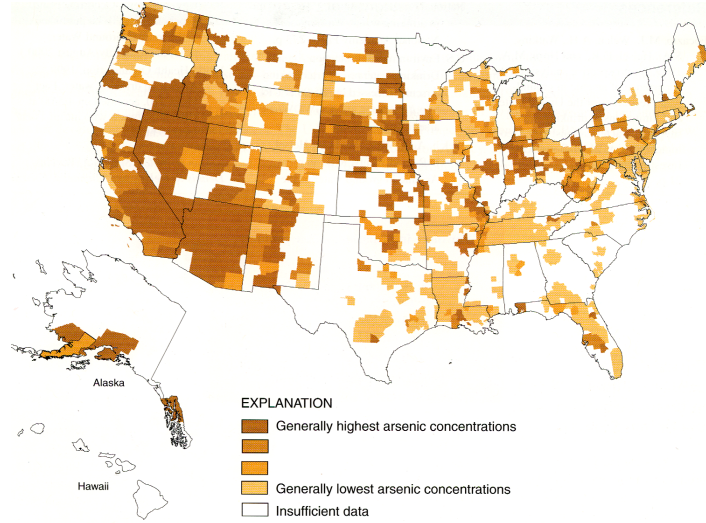 Alaska
Hawaii
EXPLANATION
Generally highest arsenic concentrations
Generally lowest arsenic concentrations
Insufficient data